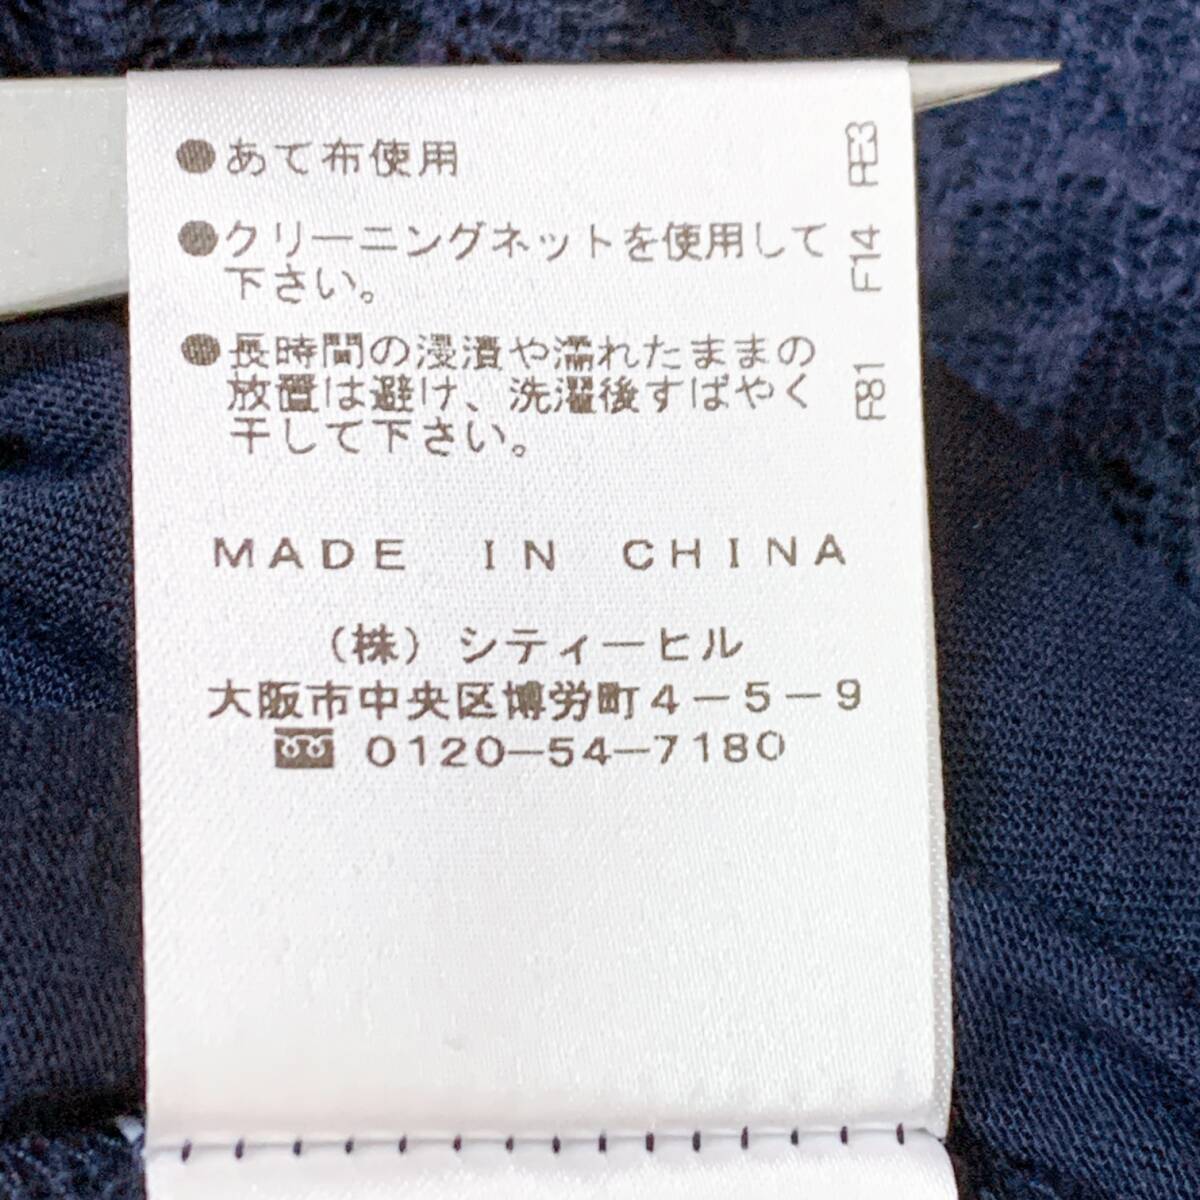 ●あて布使用
●クリーニングネットを使用して
下さい。
●長時間の浸漬や濡れたままの
放置は避け、洗濯後すばやく
干して下さい。
MADE IN CHINA
（株）シティーヒル
大阪市中央区博労町4－5－9
0120－54－7180
F14
F81